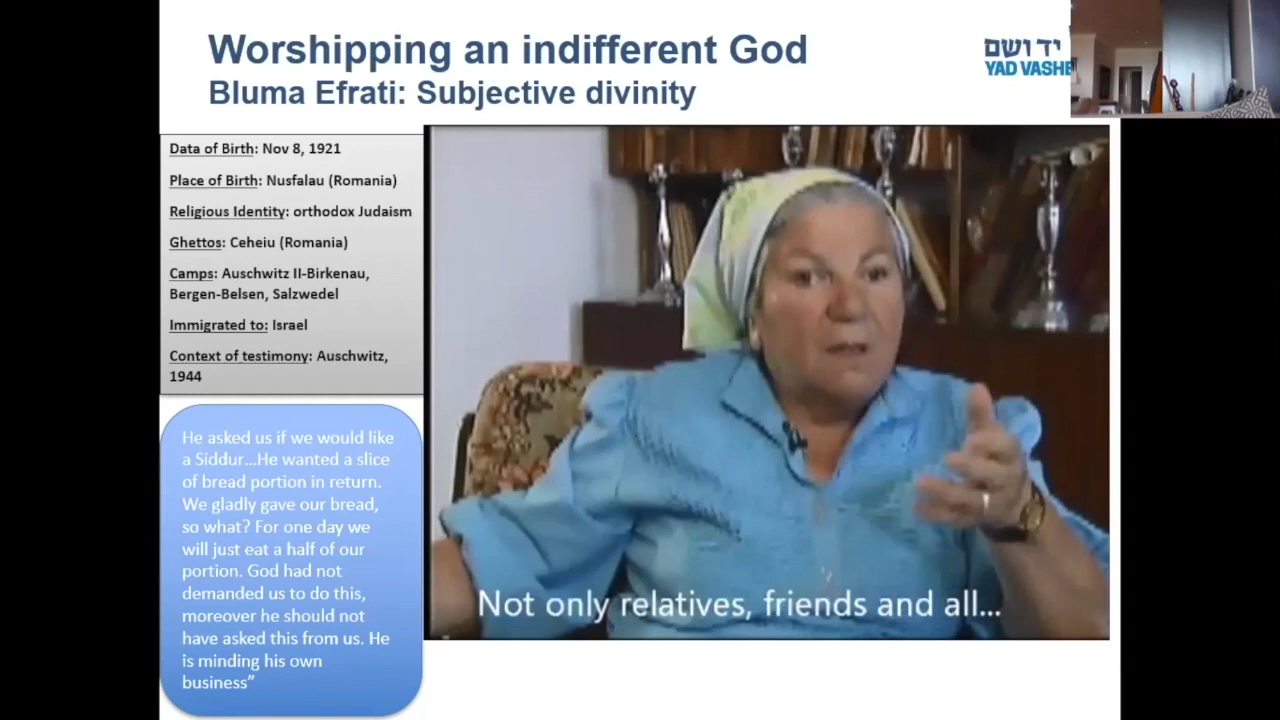 Worshipping an indifferent God
Bluma Efrati: Subjective divinity
יד ושם
YAD VASHE
Data of Birth: Nov 8, 1921
Place of Birth: Nusfalau (Romania)
Religious Identity: orthodox Judaism
Ghettos: Ceheiu (Romania)
Camps: Auschwitz II-Birkenau,
Bergen-Belsen, Salzwedel
Immigrated to: Israel
Context of testimony: Auschwitz,
1944
He asked us if we would like
a Siddur...He wanted a slice
of bread portion in return.
We gladly gave our bread,
so what? For one day we
will just eat a half of our
portion. God had not
demanded us to do this,
moreover he should not
have asked this from us. He
is minding his own
business”
Not only relatives, friends and all...